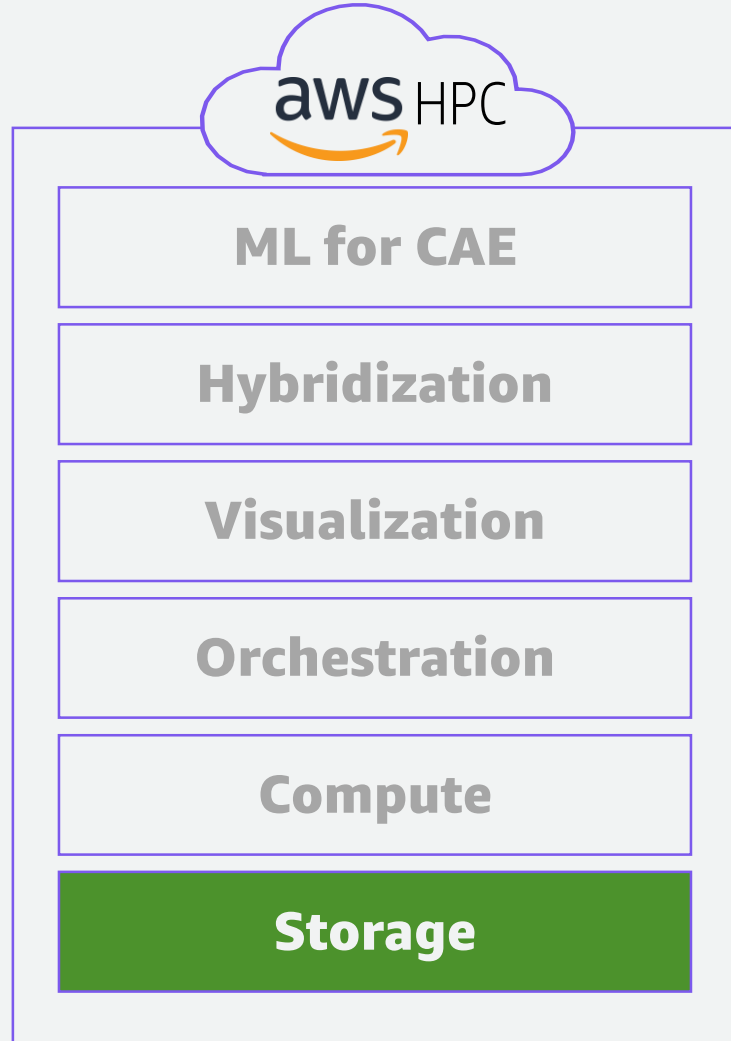 aws HPC
ML for CAE
Hybridization
Visualization
Orchestration
Compute
Storage